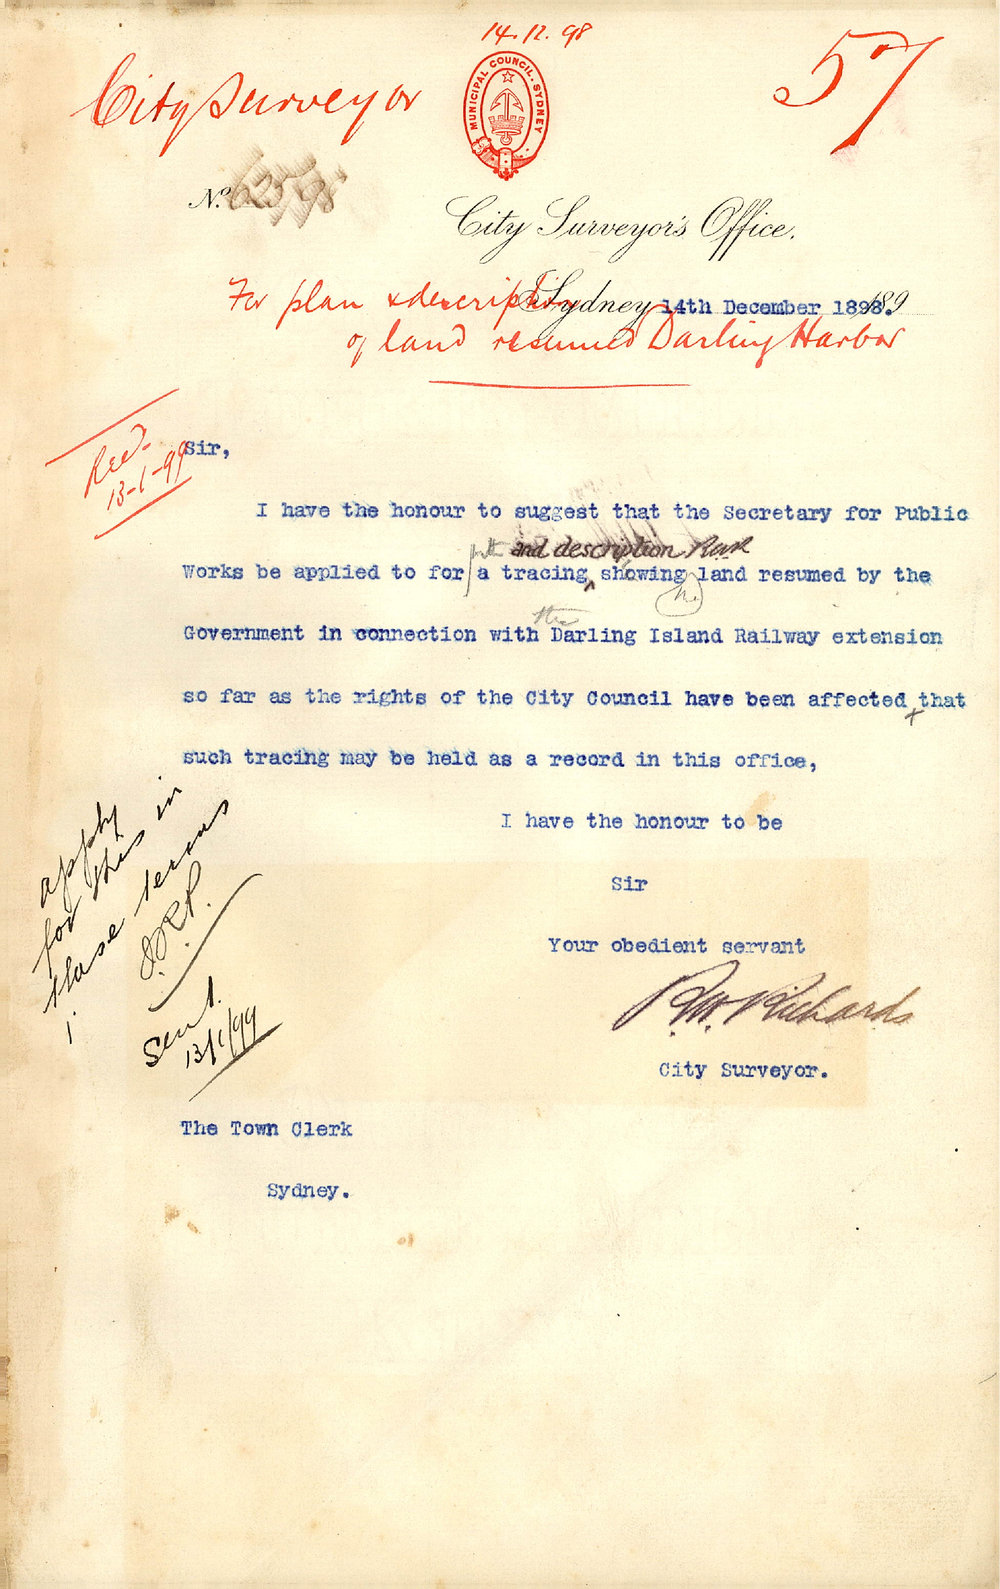 14.12.98
City Surveyor
57
MUNICIPAL COUNCIL · SYDNEY
No. 625/98
City Surveyor's Office.
Sydney 14th December 1898. 189
For plan & description
of land resumed Darling Harbor
Recd.
13-1-99
Sir,
I have the honour to suggest that the Secretary for Public
and description RWR
Works be applied to for a tracing showing land resumed by the
the
Government in connection with Darling Island Railway extension
so far as the rights of the City Council have been affected that
such tracing may be held as a record in this office,
I have the honour to be
Sir
Your obedient servant
R.W. Richards
City Surveyor.
apply
for this in
these terms
Sent.
13/1/99
The Town Clerk
Sydney.